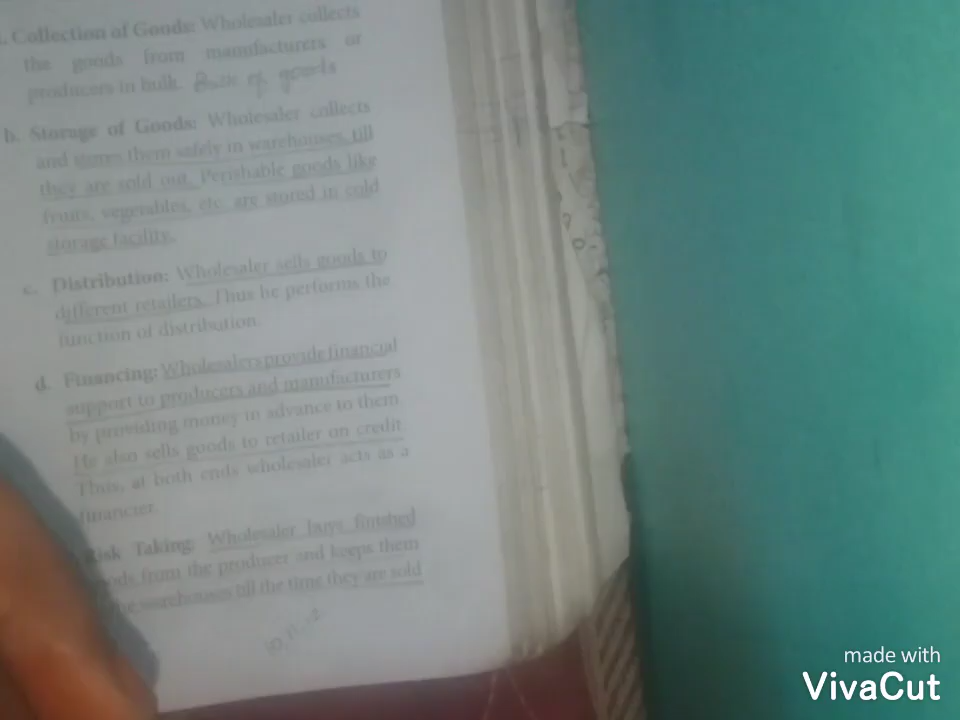 a. Collection of Goods: Wholesaler collects
the goods from manufacturers or
producers in bulk. Bulk of goods
b. Storage of Goods: Wholesaler collects
and stores them safely in warehouses, till
they are sold out. Perishable goods like
fruits, vegetables, etc. are stored in cold
storage facility.
c. Distribution: Wholesaler sells goods to
different retailers. Thus he performs the
function of distribution.
d. Financing: Wholesalers provide financial
support to producers and manufacturers
by providing money in advance to them.
He also sells goods to retailer on credit.
Thus, at both ends wholesaler acts as a
financier.
Risk Taking: Wholesaler buys finished
from the producer and keeps them
warehouses till the time they are sold
made with
VivaCut